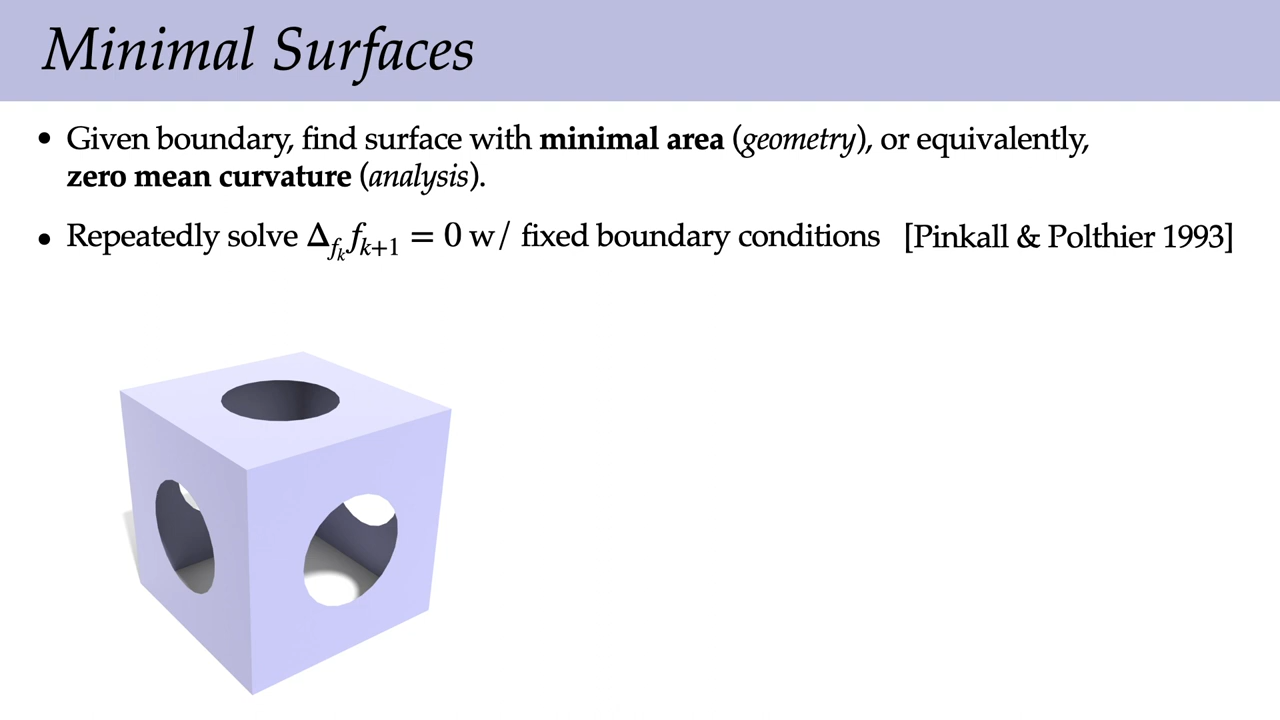 Minimal Surfaces
• Given boundary, find surface with minimal area (geometry), or equivalently,
zero mean curvature (analysis).
• Repeatedly solve Δ_{f_k} f_{k+1} = 0 w/ fixed boundary conditions [Pinkall & Polthier 1993]